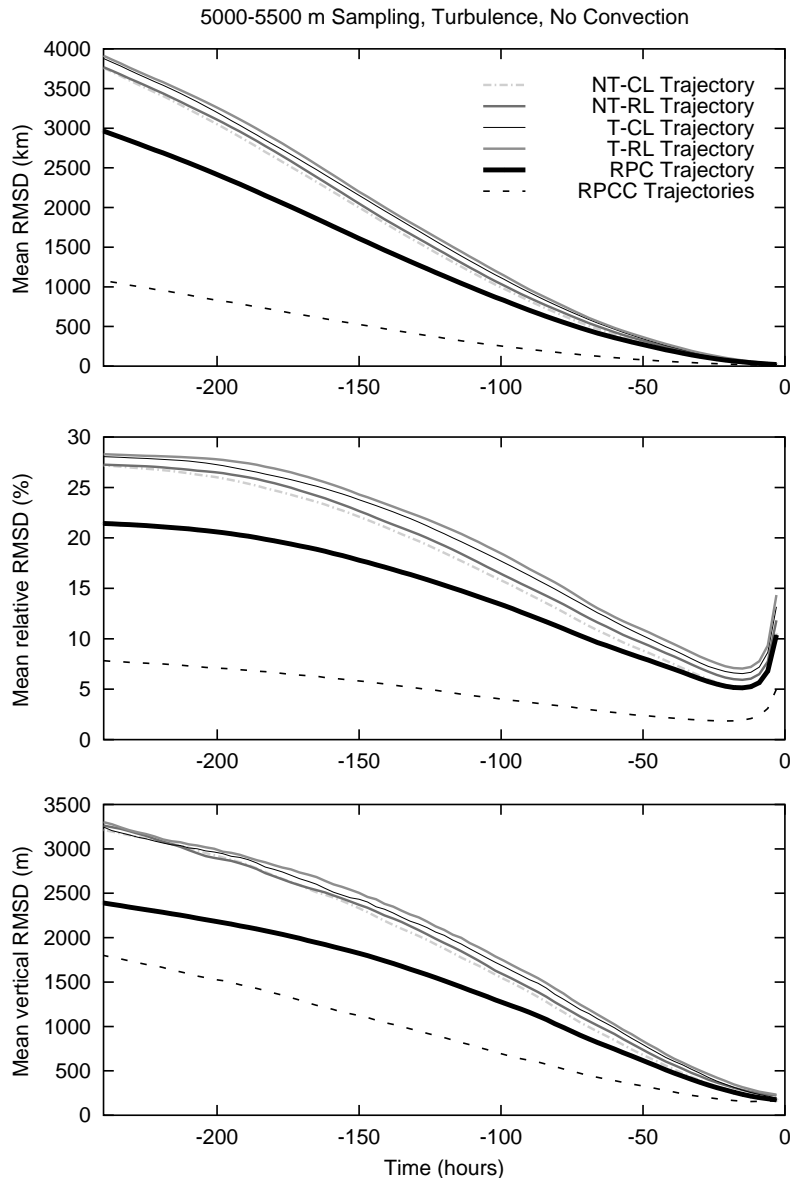 5000-5500 m Sampling, Turbulence, No Convection
4000
3500
3000
2500
2000
1500
1000
500
0
Mean RMSD (km)
NT-CL Trajectory
NT-RL Trajectory
T-CL Trajectory
T-RL Trajectory
RPC Trajectory
RPCC Trajectories
-200 -150 -100 -50 0
30
25
20
15
10
5
0
Mean relative RMSD (%)
-200 -150 -100 -50 0
3500
3000
2500
2000
1500
1000
500
0
Mean vertical RMSD (m)
-200 -150 -100 -50 0
Time (hours)